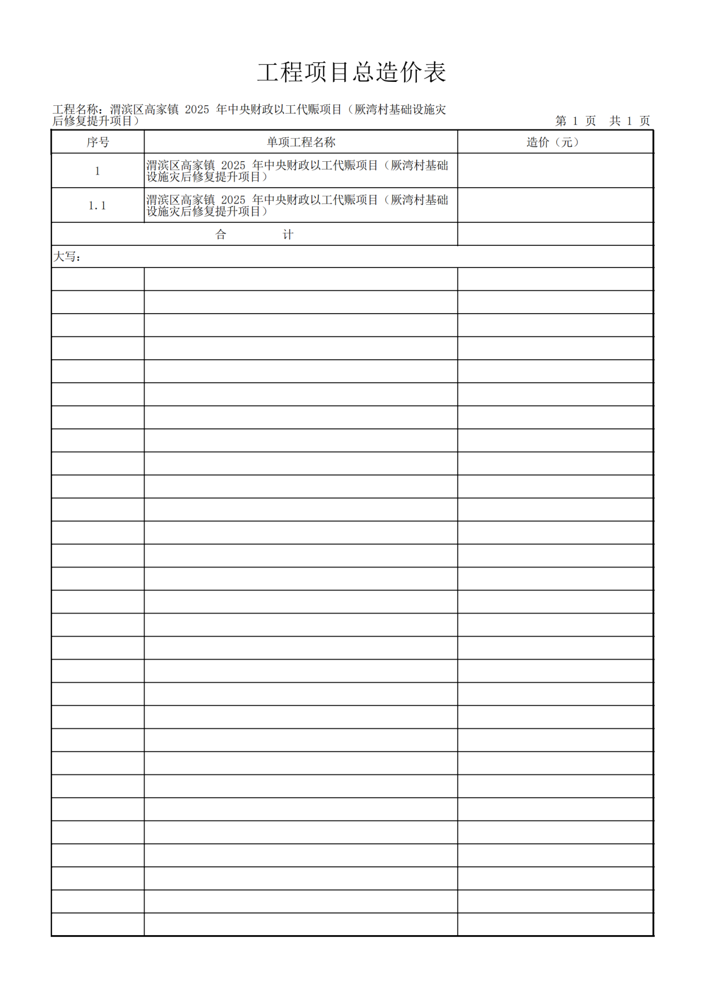 工程项目总造价表
工程名称：渭滨区高家镇 2025 年中央财政以工代赈项目（厥湾村基础设施灾
后修复提升项目）
第 1 页 共 1 页
序号 单项工程名称 造价（元）
1 渭滨区高家镇 2025 年中央财政以工代赈项目（厥湾村基础
设施灾后修复提升项目）
1.1 渭滨区高家镇 2025 年中央财政以工代赈项目（厥湾村基础
设施灾后修复提升项目）
合 计
大写：